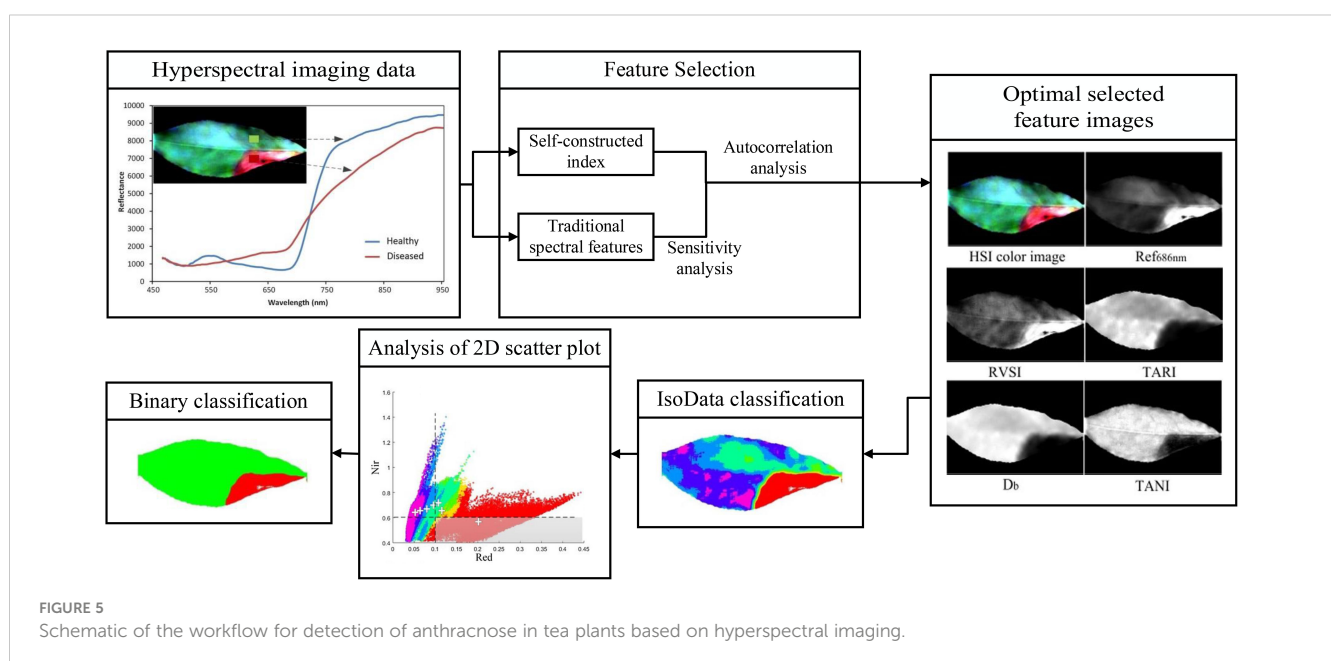 Hyperspectral imaging data
10000
9000
8000
7000
6000
5000
4000
3000
2000
1000
0
Reflectance
450 550 650 750 850 950
Wavelength (nm)
Healthy
Diseased
Feature Selection
Self-constructed
index
Traditional
spectral features
Autocorrelation
analysis
Sensitivity
analysis
Optimal selected
feature images
HSI color image
Ref686nm
RVSI
TARI
Db
TANI
IsoData classification
Analysis of 2D scatter plot
1.6
1.4
1.2
1
0.8
0.6
0.4
Nir
0 0.05 0.1 0.15 0.2 0.25 0.3 0.35 0.4 0.45
Red
Binary classification
FIGURE 5
Schematic of the workflow for detection of anthracnose in tea plants based on hyperspectral imaging.